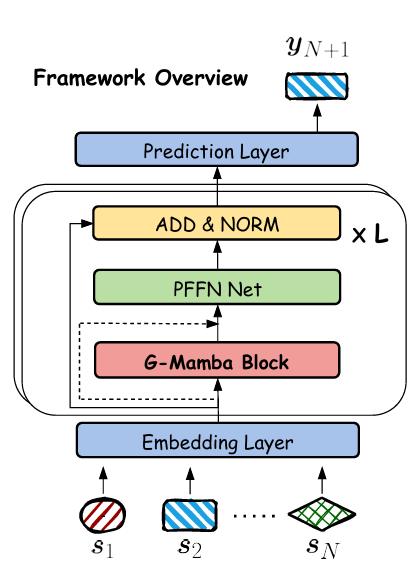 y_{N+1}
Framework Overview
Prediction Layer
ADD & NORM
x L
PFFN Net
G-Mamba Block
Embedding Layer
s_1 s_2 ..... s_N